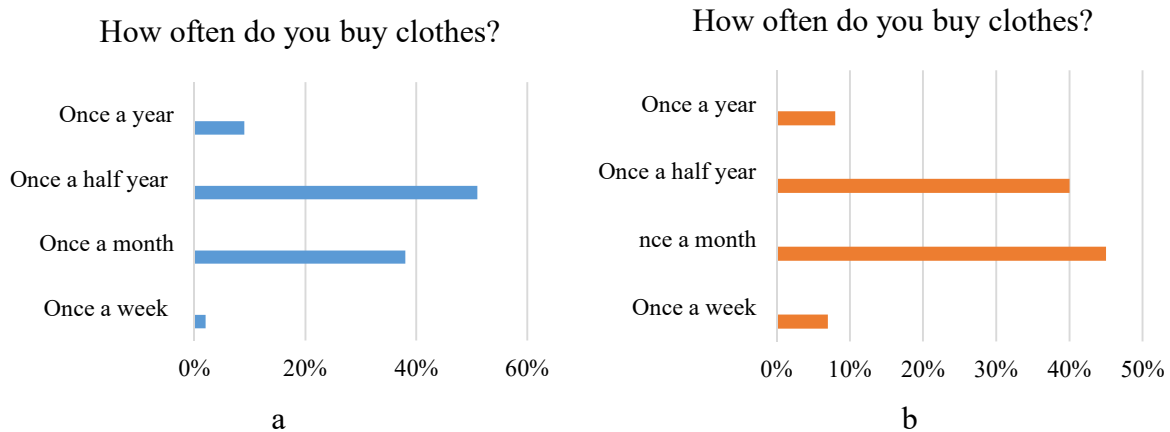 How often do you buy clothes?
Once a year
Once a half year
Once a month
Once a week
0% 20% 40% 60%
a
How often do you buy clothes?
Once a year
Once a half year
nce a month
Once a week
0% 10% 20% 30% 40% 50%
b